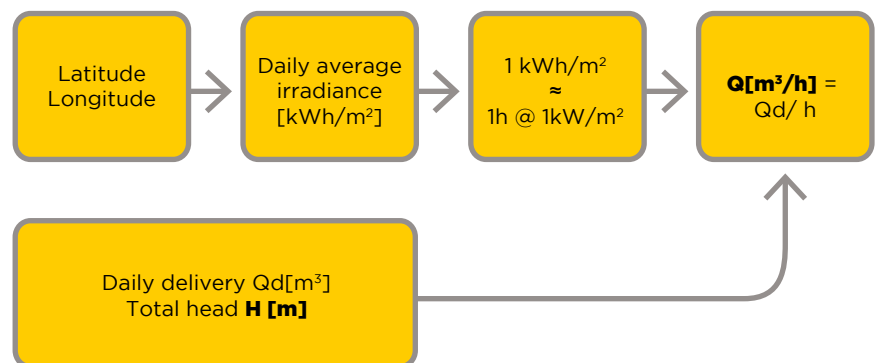 Latitude
Longitude
Daily average
irradiance
[kWh/m²]
1 kWh/m²
≈
1h @ 1kW/m²
Q[m³/h] =
Qd/ h
Daily delivery Qd[m³]
Total head H [m]